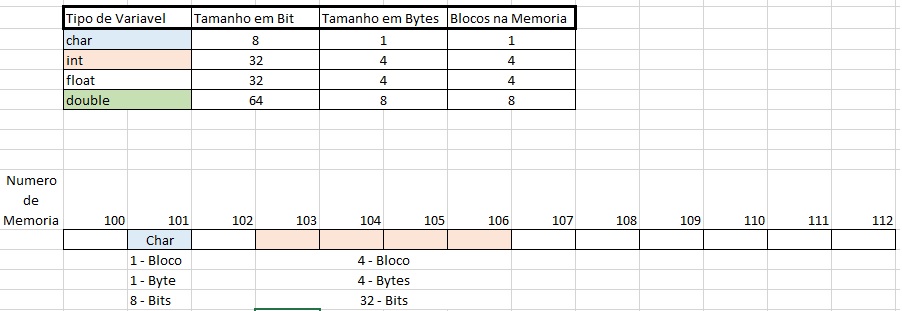 Tipo de Variavel Tamanho em Bit Tamanho em Bytes Blocos na Memoria
char 8 1 1
int 32 4 4
float 32 4 4
double 64 8 8
Numero
de
Memoria 100 101 102 103 104 105 106 107 108 109 110 111 112
Char
1 - Bloco 4 - Bloco
1 - Byte 4 - Bytes
8 - Bits 32 - Bits